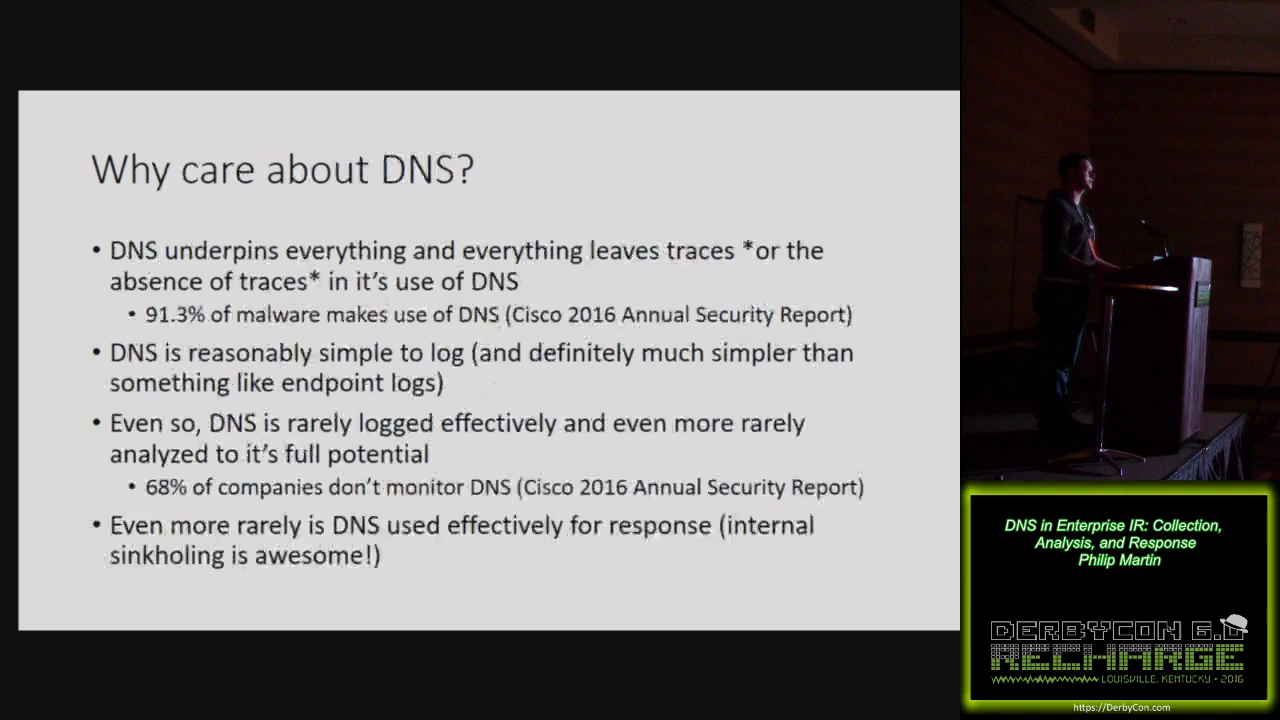 Why care about DNS?
• DNS underpins everything and everything leaves traces *or the
absence of traces* in it's use of DNS
• 91.3% of malware makes use of DNS (Cisco 2016 Annual Security Report)
• DNS is reasonably simple to log (and definitely much simpler than
something like endpoint logs)
• Even so, DNS is rarely logged effectively and even more rarely
analyzed to it's full potential
• 68% of companies don't monitor DNS (Cisco 2016 Annual Security Report)
• Even more rarely is DNS used effectively for response (internal
sinkholing is awesome!)
DNS in Enterprise IR: Collection,
Analysis, and Response
Philip Martin
DERBYCON 6.0
RECHARGE
LOUISVILLE, KENTUCKY • 2016
https://DerbyCon.com